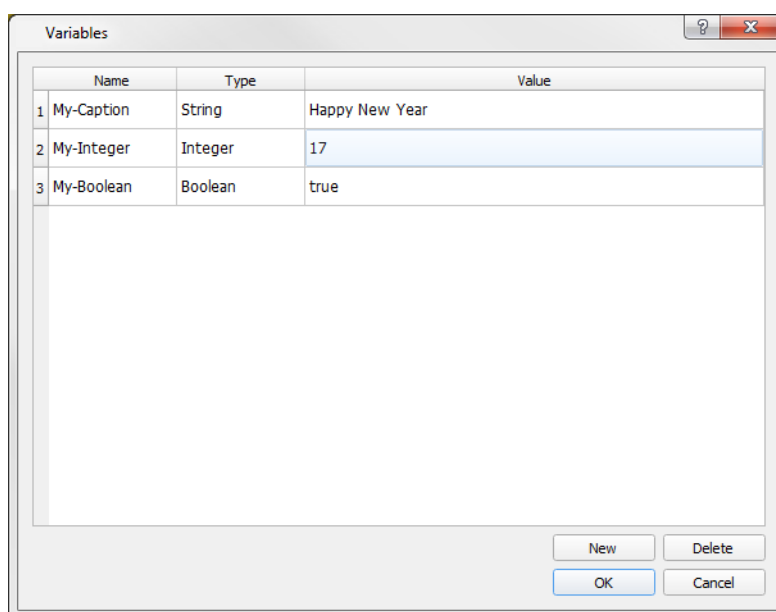 Variables
Name Type Value
1 My-Caption String Happy New Year
2 My-Integer Integer 17
3 My-Boolean Boolean true
New Delete
OK Cancel